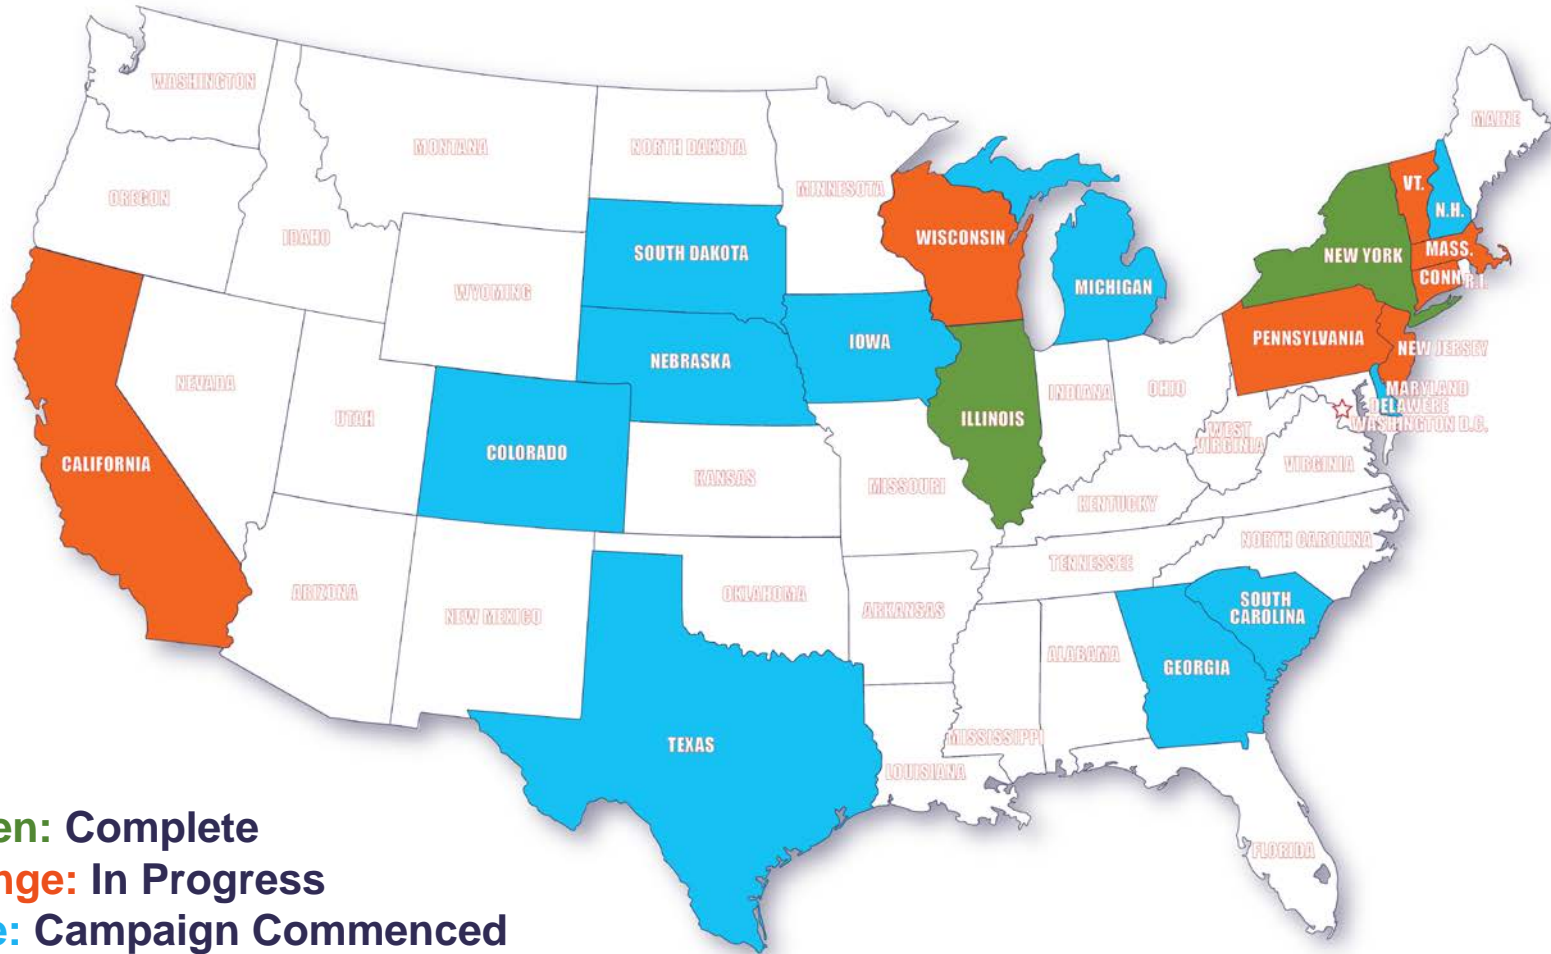 WASHINGTON
MONTANA
NORTH DAKOTA
MINNESOTA
MAINE
OREGON
IDAHO
WYOMING
SOUTH DAKOTA
WISCONSIN
MICHIGAN
VT.
N.H.
NEW YORK
MASS.
CONN.
R.I.
NEVADA
UTAH
COLORADO
NEBRASKA
IOWA
ILLINOIS
INDIANA
OHIO
PENNSYLVANIA
NEW JERSEY
MARYLAND
DELAWERE
WASHINGTON D.C.
WEST
VIRGINIA
VIRGINIA
CALIFORNIA
KANSAS
MISSOURI
KENTUCKY
ARIZONA
NEW MEXICO
OKLAHOMA
ARKANSAS
TENNESSEE
NORTH CAROLINA
SOUTH
CAROLINA
TEXAS
LOUISIANA
MISSISSIPPI
ALABAMA
GEORGIA
FLORIDA
en: Complete
nge: In Progress
e: Campaign Commenced